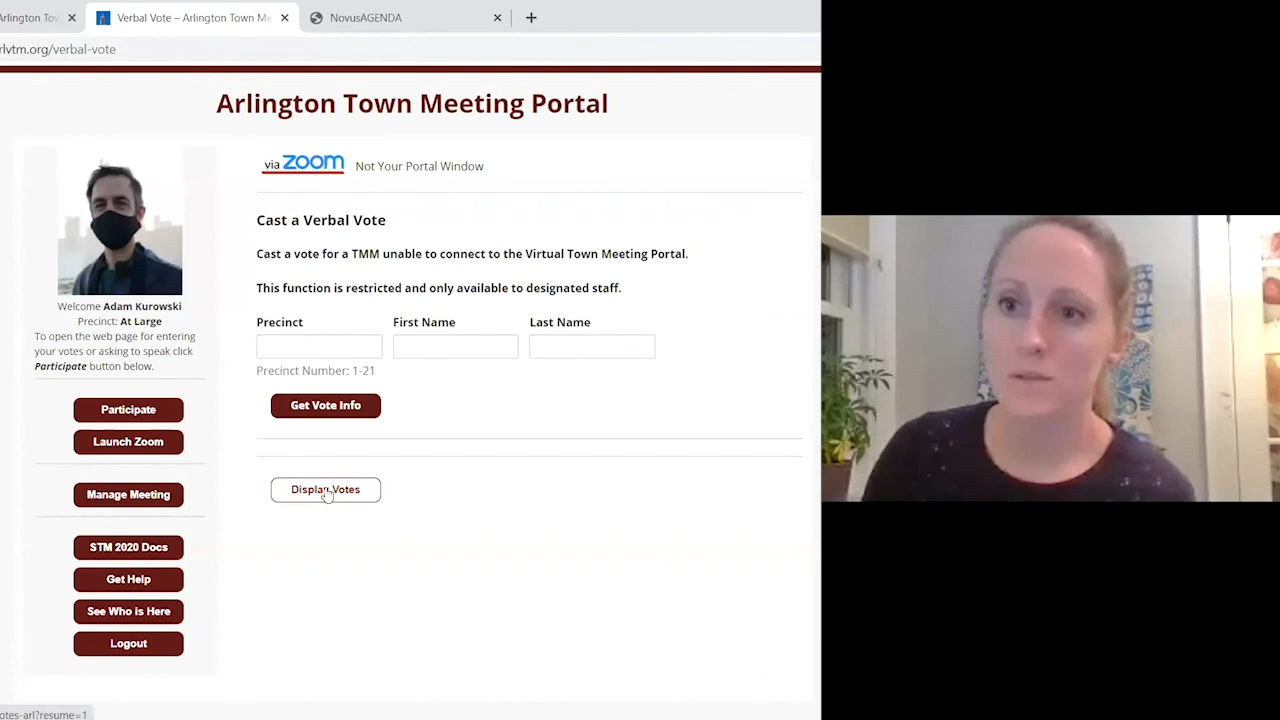 Arlington Tow
Verbal Vote – Arlington Town Me
NovusAGENDA
rlvtm.org/verbal-vote
Arlington Town Meeting Portal
via zoom
Not Your Portal Window
Cast a Verbal Vote
Cast a vote for a TMM unable to connect to the Virtual Town Meeting Portal.
This function is restricted and only available to designated staff.
Precinct
First Name
Last Name
Precinct Number: 1-21
Get Vote Info
Display Votes
Welcome Adam Kurowski
Precinct: At Large
To open the web page for entering
your votes or asking to speak click
Participate button below.
Participate
Launch Zoom
Manage Meeting
STM 2020 Docs
Get Help
See Who is Here
Logout
otes-arl?resume=1